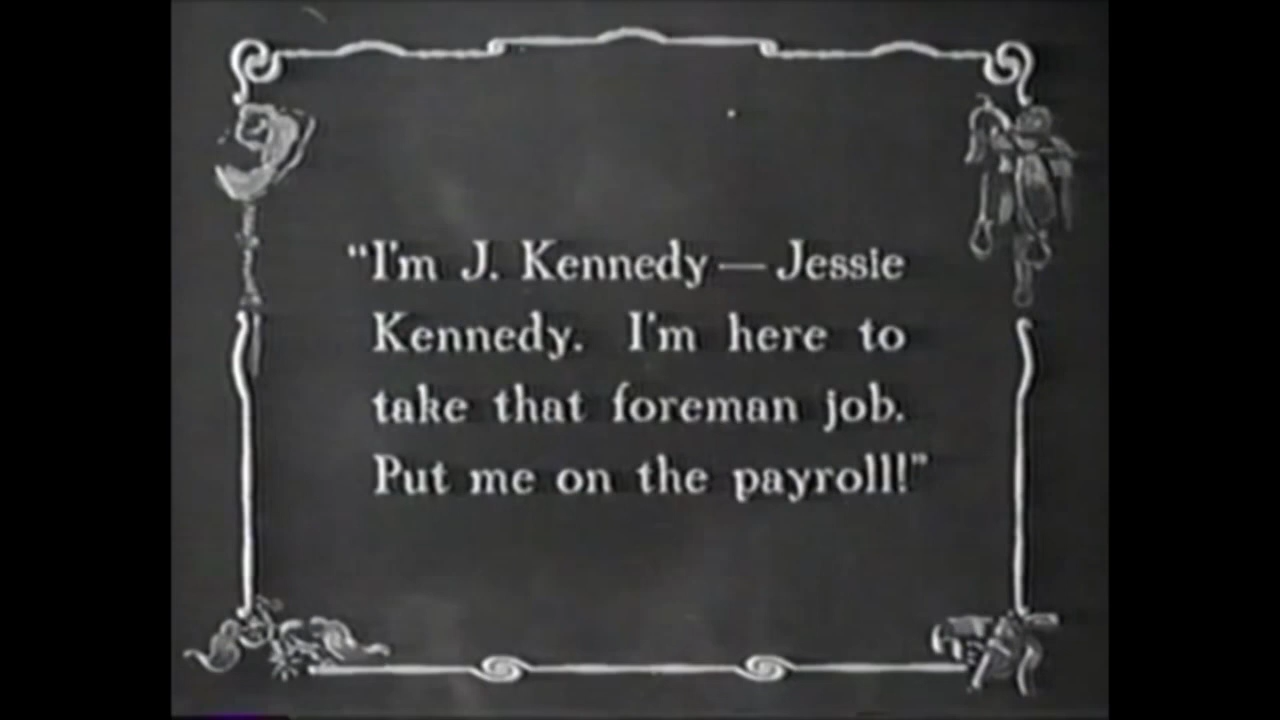 “I'm J. Kennedy—Jessie
Kennedy. I'm here to
take that foreman job.
Put me on the payroll!”